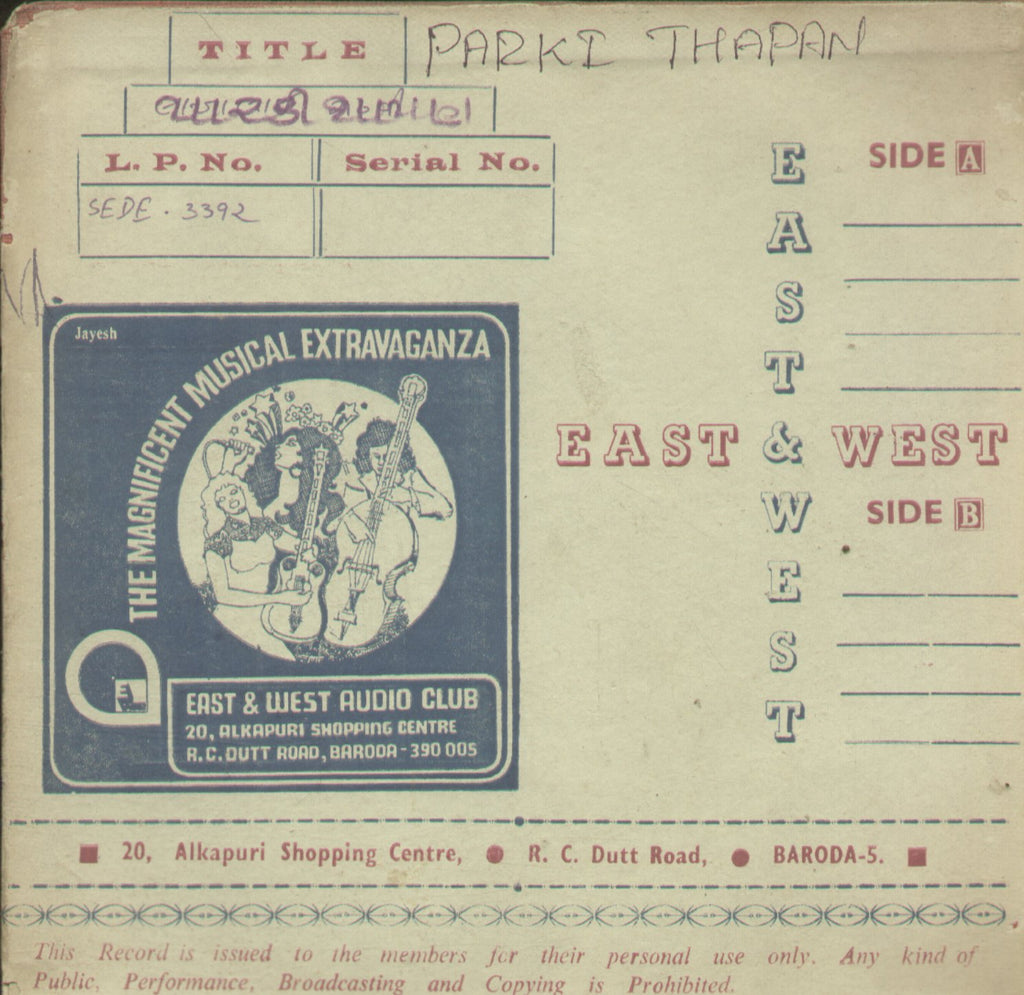 TITLE PARKI THAPAN
L. P. No. Serial No.
SEDE . 3392
SIDE A
EAST & WEST
EAST & WEST
SIDE B
Jayesh
THE MAGNIFICENT MUSICAL EXTRAVAGANZA
EAST & WEST AUDIO CLUB
20, ALKAPURI SHOPPING CENTRE
R.C. DUTT ROAD, BARODA-390 005
20, Alkapuri Shopping Centre, R. C. Dutt Road, BARODA-5.
This Record is issued to the members for their personal use only. Any kind of
Public, Performance, Broadcasting and Copying is Prohibited.